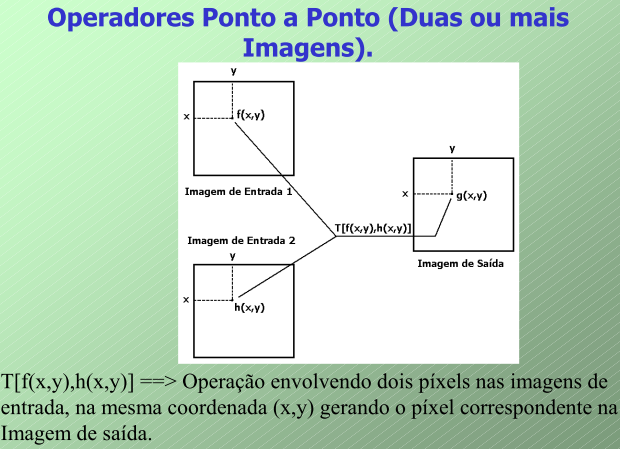 Operadores Ponto a Ponto (Duas ou mais
Imagens).
y
x
f(x,y)
Imagem de Entrada 1
y
x
g(x,y)
T[f(x,y),h(x,y)]
Imagem de Entrada 2
Imagem de Saída
y
x
h(x,y)
T[f(x,y),h(x,y)] ==> Operação envolvendo dois píxels nas imagens de
entrada, na mesma coordenada (x,y) gerando o píxel correspondente na
Imagem de saída.